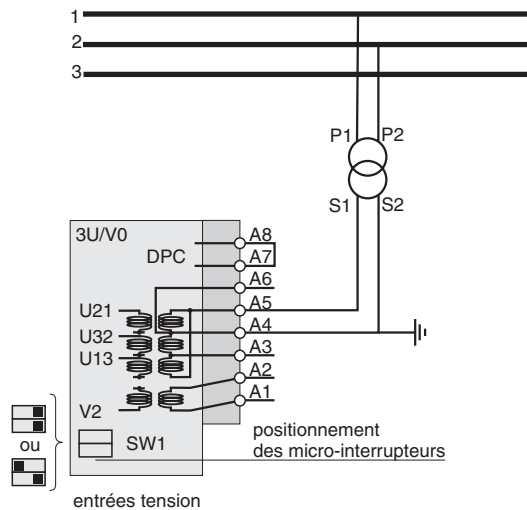 1
2
3
P1 P2
S1 S2
3U/V0
DPC
A8
A7
A6
A5
A4
A3
A2
A1
U21
U32
U13
V2
SW1
ou
positionnement
des micro-interrupteurs
entrées tension